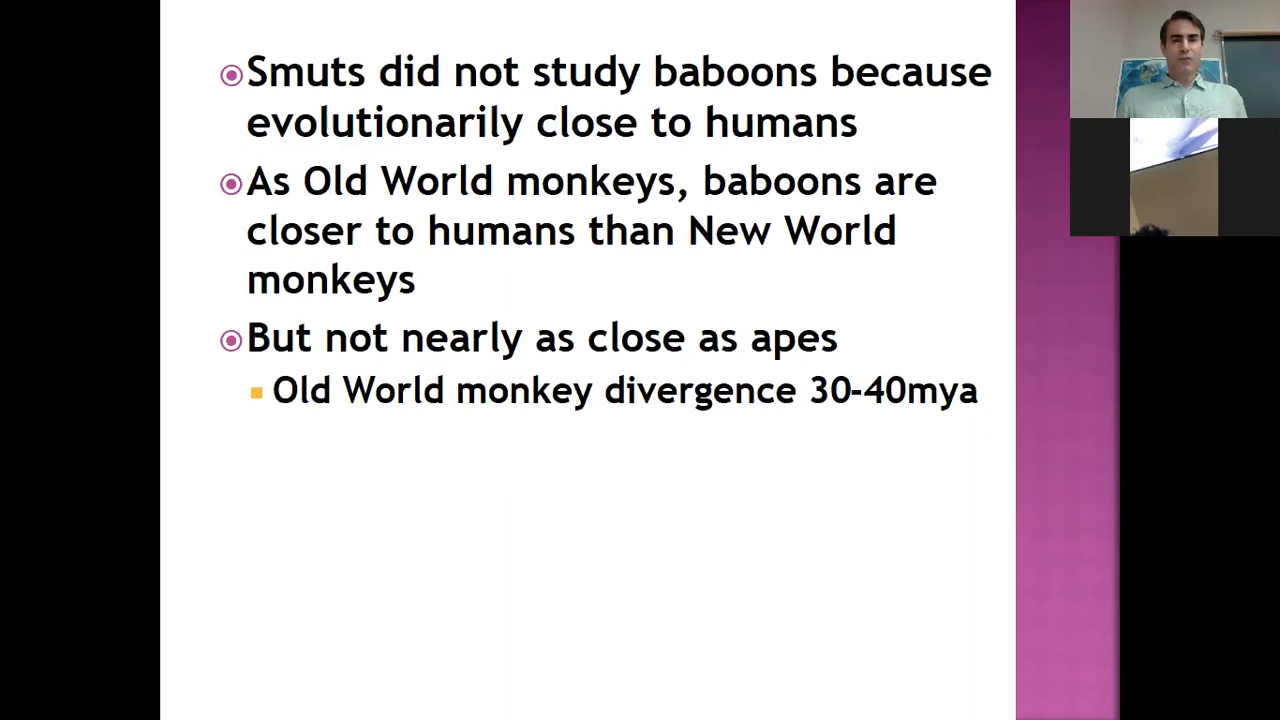 Smuts did not study baboons because
evolutionarily close to humans
As Old World monkeys, baboons are
closer to humans than New World
monkeys
But not nearly as close as apes
Old World monkey divergence 30-40mya